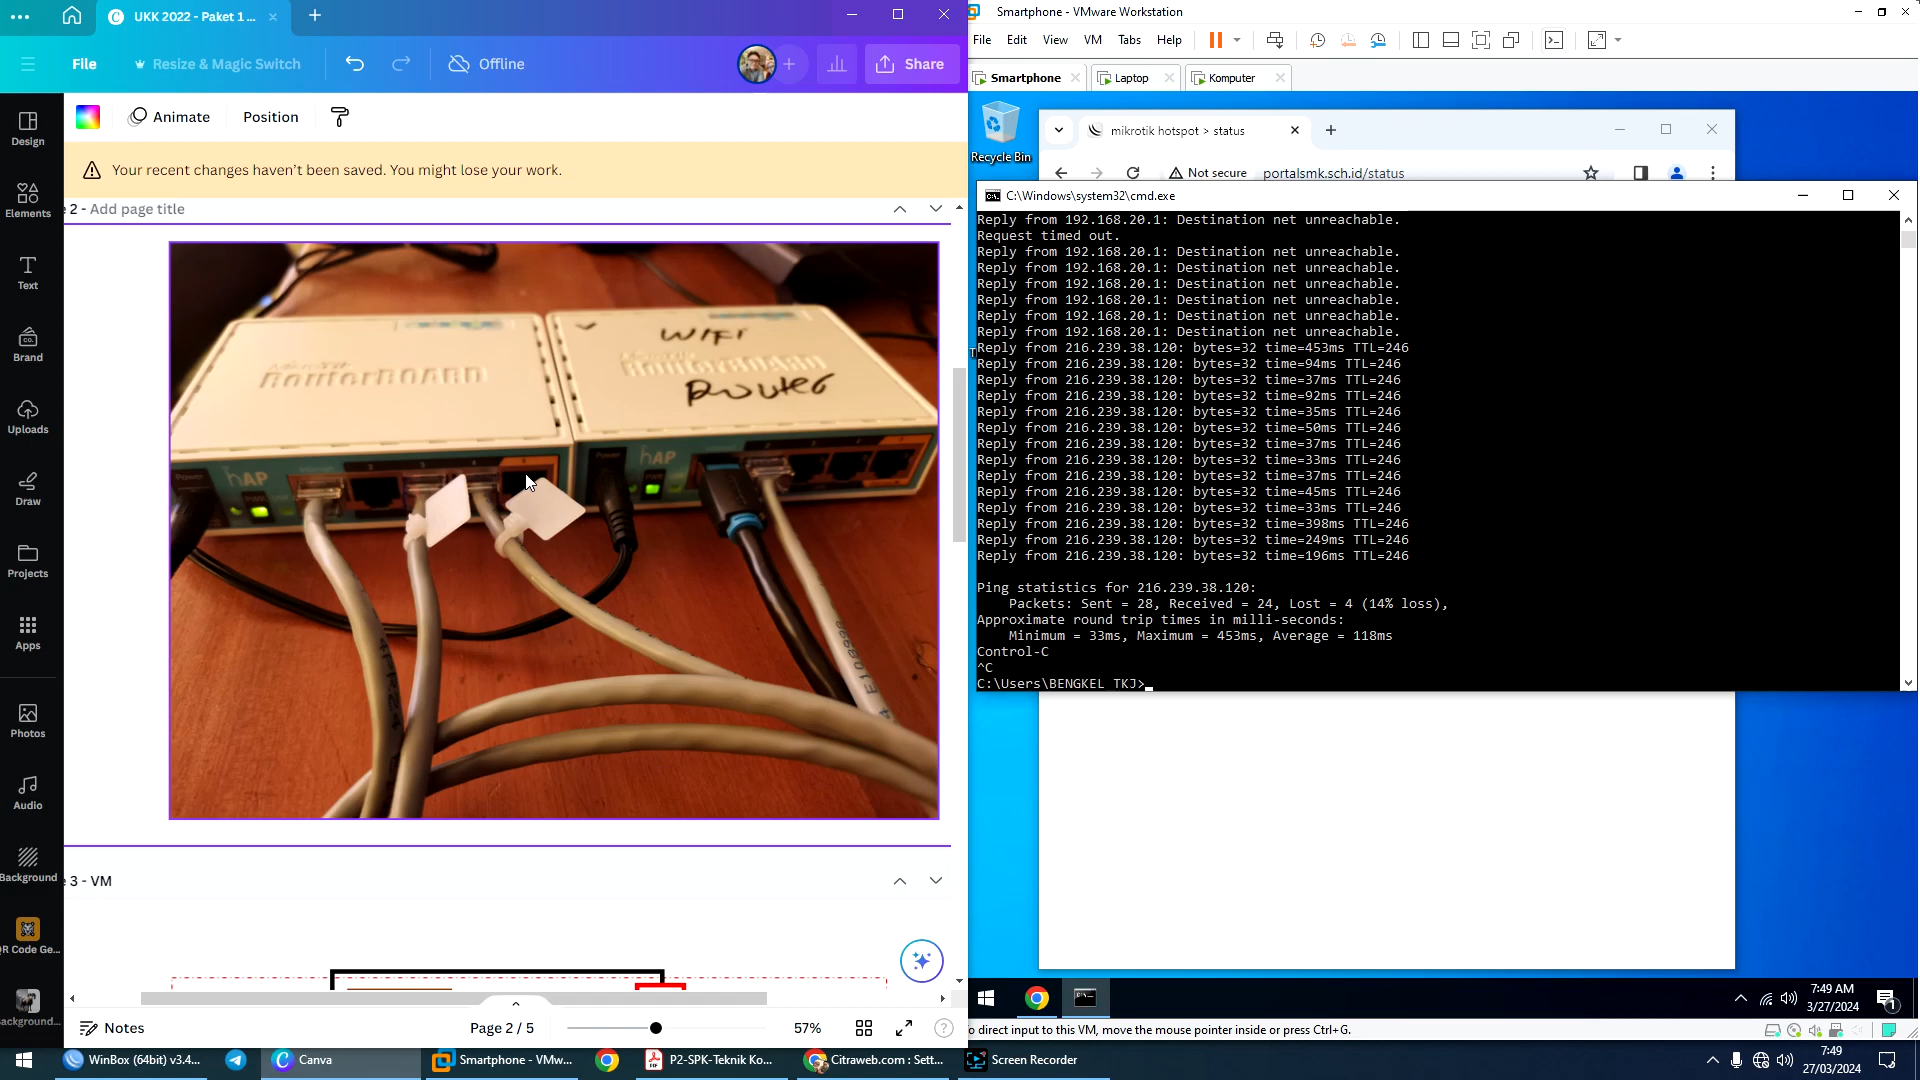 UKK 2022 - Paket 1 ...
File
Resize & Magic Switch
Offline
Share
Animate
Position
Your recent changes haven't been saved. You might lose your work.
2 - Add page title
Design
Elements
Text
Brand
Uploads
Draw
Projects
Apps
Photos
Audio
Background
QR Code Ge...
WiFi
Router
RouterBOARD
hAP
hAP
3 - VM
Notes
Page 2 / 5
57%
Smartphone - VMware Workstation
File Edit View VM Tabs Help
Smartphone
Laptop
Komputer
Recycle Bin
mikrotik hotspot > status
Not secure
portalsmk.sch.id/status
C:\Windows\system32\cmd.exe
Reply from 192.168.20.1: Destination net unreachable.
Request timed out.
Reply from 192.168.20.1: Destination net unreachable.
Reply from 192.168.20.1: Destination net unreachable.
Reply from 192.168.20.1: Destination net unreachable.
Reply from 192.168.20.1: Destination net unreachable.
Reply from 192.168.20.1: Destination net unreachable.
Reply from 192.168.20.1: Destination net unreachable.
Reply from 216.239.38.120: bytes=32 time=453ms TTL=246
Reply from 216.239.38.120: bytes=32 time=94ms TTL=246
Reply from 216.239.38.120: bytes=32 time=37ms TTL=246
Reply from 216.239.38.120: bytes=32 time=92ms TTL=246
Reply from 216.239.38.120: bytes=32 time=35ms TTL=246
Reply from 216.239.38.120: bytes=32 time=50ms TTL=246
Reply from 216.239.38.120: bytes=32 time=37ms TTL=246
Reply from 216.239.38.120: bytes=32 time=33ms TTL=246
Reply from 216.239.38.120: bytes=32 time=37ms TTL=246
Reply from 216.239.38.120: bytes=32 time=45ms TTL=246
Reply from 216.239.38.120: bytes=32 time=33ms TTL=246
Reply from 216.239.38.120: bytes=32 time=398ms TTL=246
Reply from 216.239.38.120: bytes=32 time=249ms TTL=246
Reply from 216.239.38.120: bytes=32 time=196ms TTL=246
Ping statistics for 216.239.38.120:
Packets: Sent = 28, Received = 24, Lost = 4 (14% loss),
Approximate round trip times in milli-seconds:
Minimum = 33ms, Maximum = 453ms, Average = 118ms
Control-C
^C
C:\Users\BENGKEL TKJ>
7:49 AM
3/27/2024
o direct input to this VM, move the mouse pointer inside or press Ctrl+G.
WinBox (64bit) v3.4...
Canva
Smartphone - VMw...
P2-SPK-Teknik Ko...
Citraweb.com : Sett...
Screen Recorder
7:49
27/03/2024